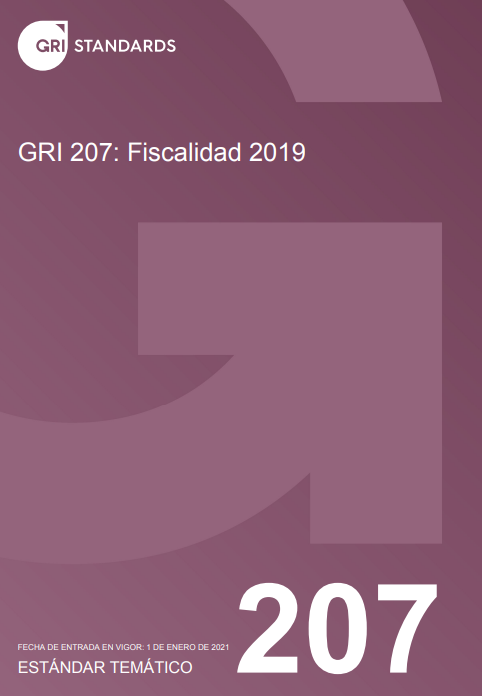 GRI STANDARDS
GRI 207: Fiscalidad 2019
FECHA DE ENTRADA EN VIGOR: 1 DE ENERO DE 2021
ESTÁNDAR TEMÁTICO
207